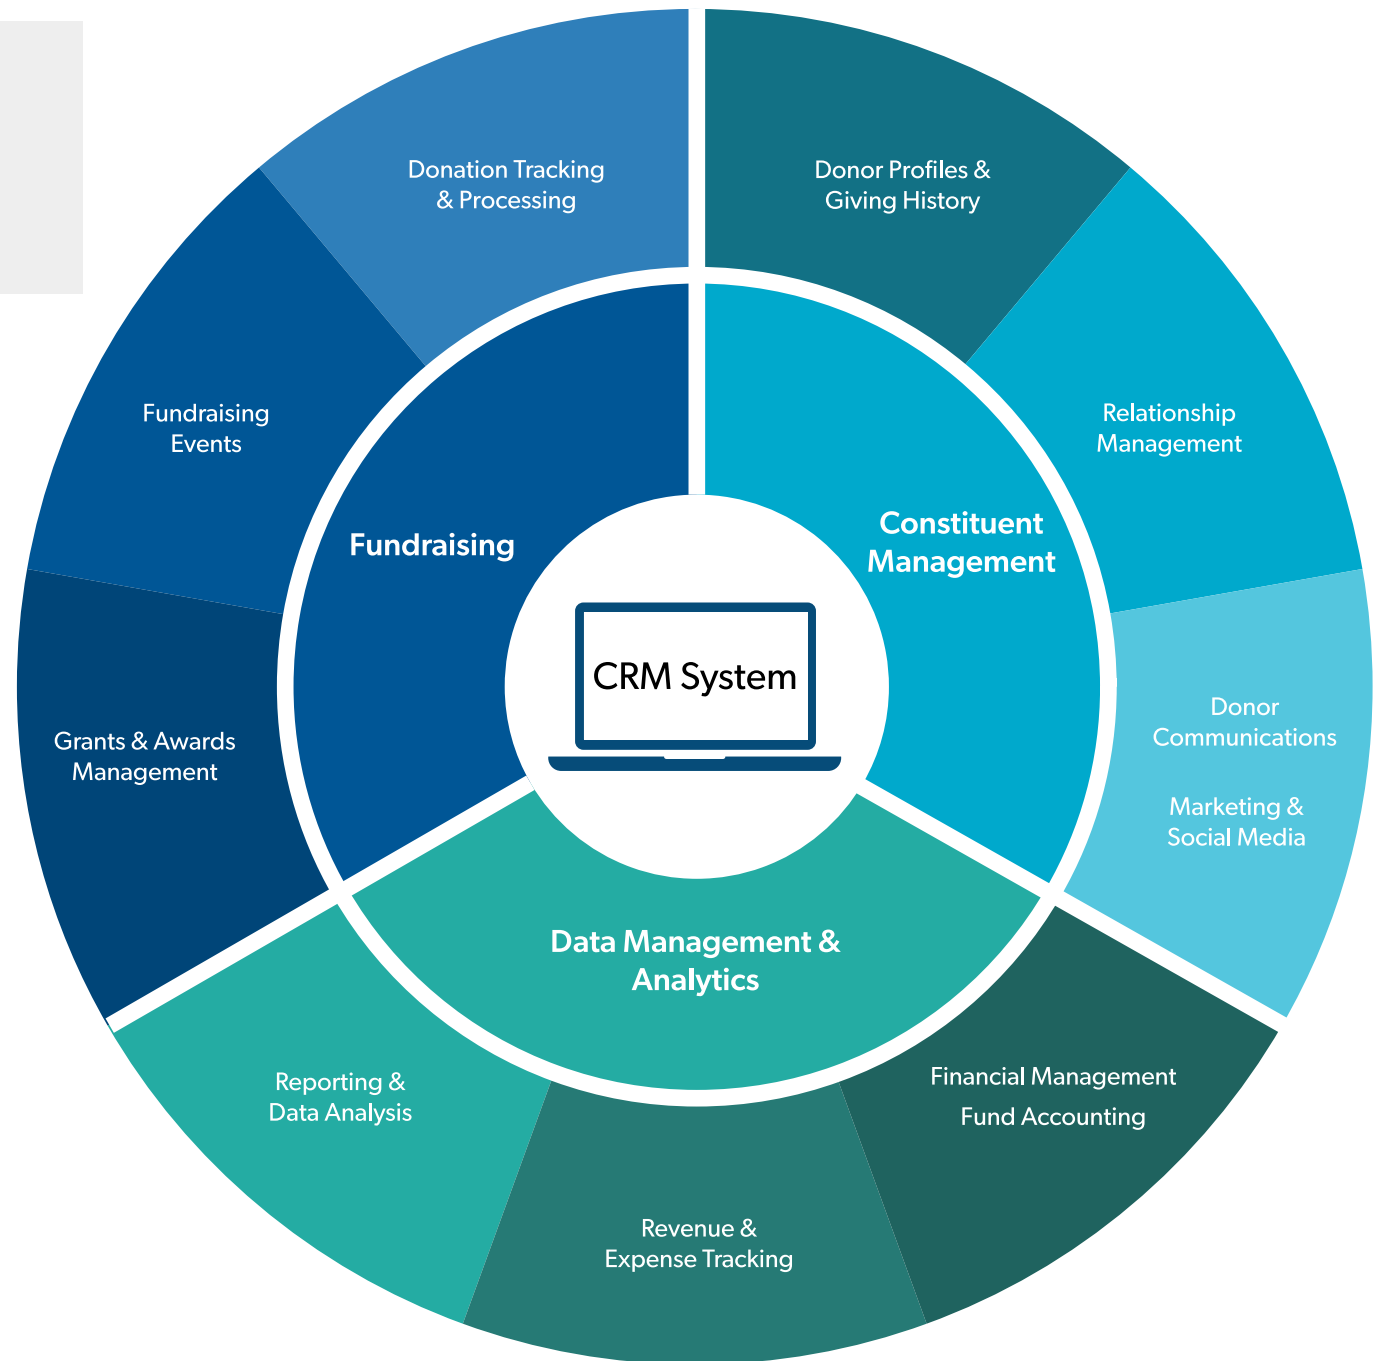 Donation Tracking
& Processing
Donor Profiles &
Giving History
Fundraising
Events
Relationship
Management
Fundraising
Constituent
Management
CRM System
Grants & Awards
Management
Donor
Communications
Marketing &
Social Media
Data Management &
Analytics
Reporting &
Data Analysis
Financial Management
Fund Accounting
Revenue &
Expense Tracking